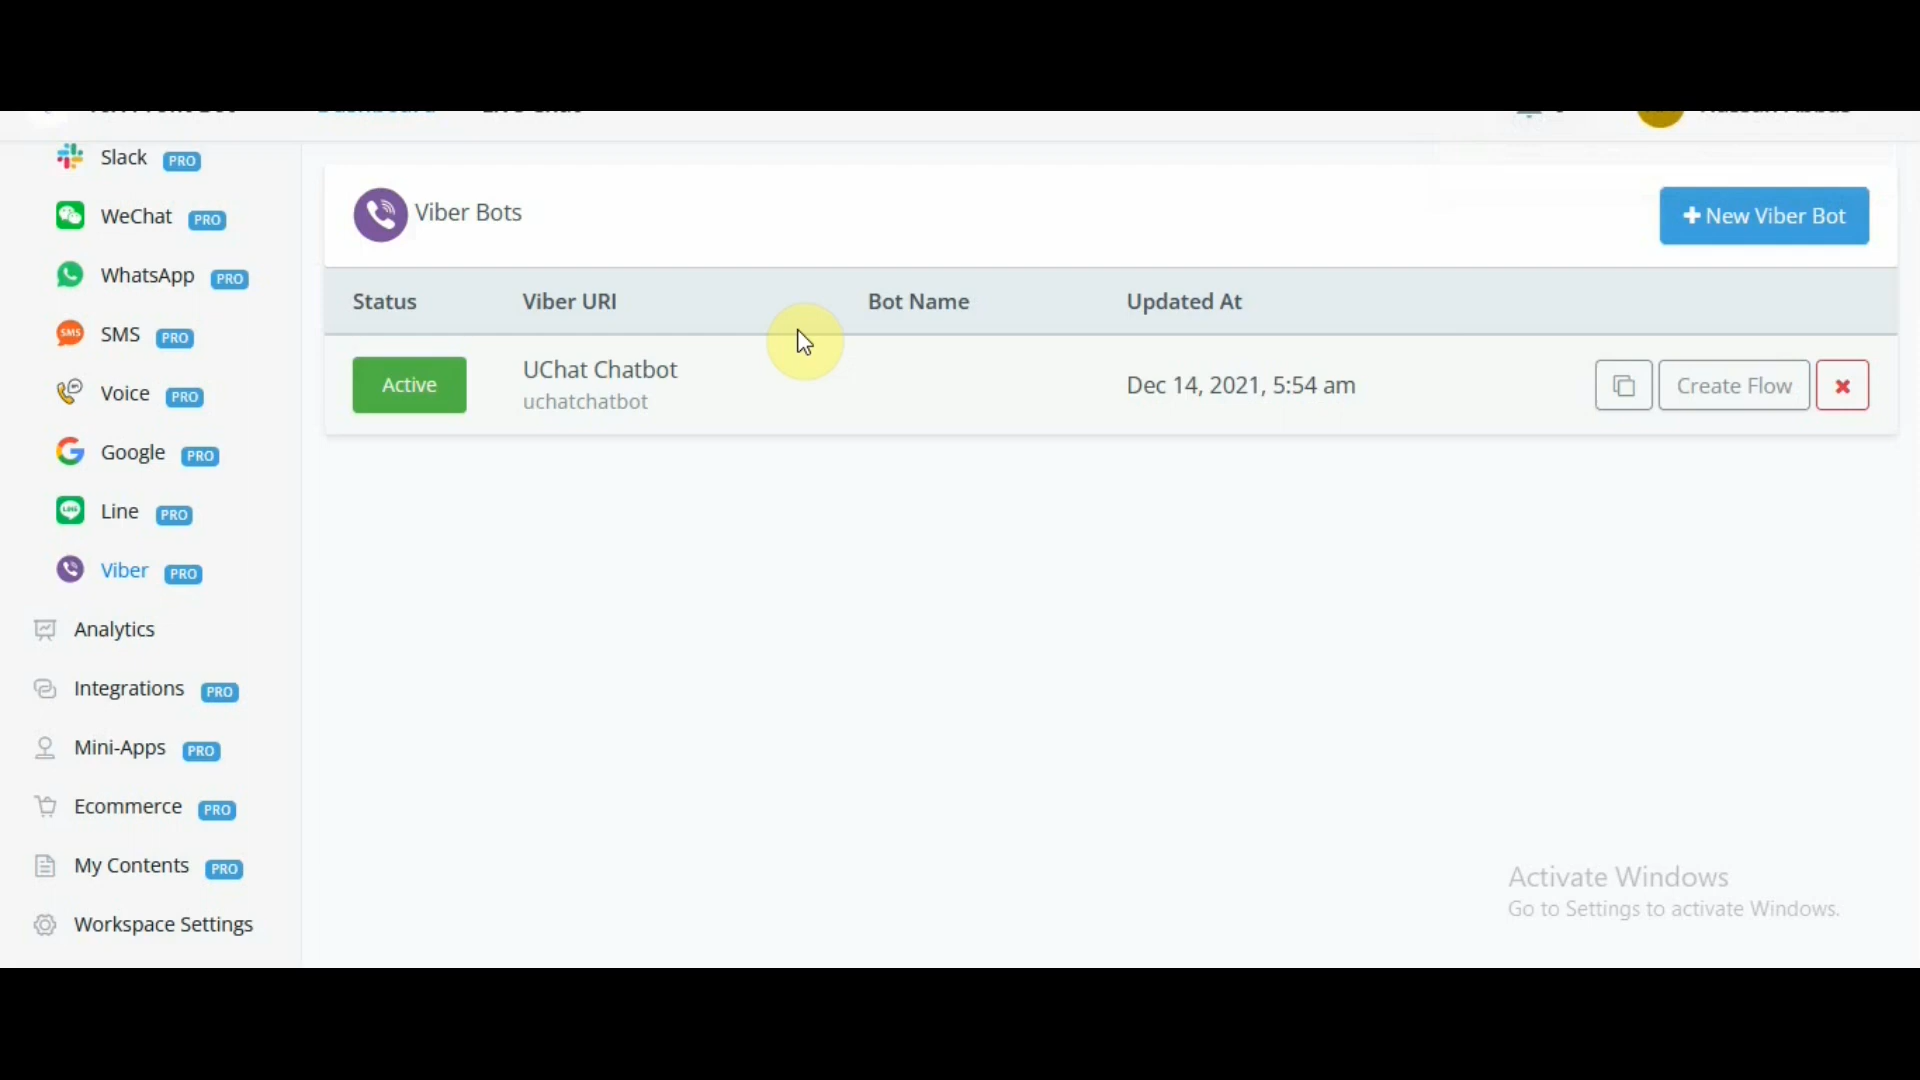 Slack PRO
WeChat PRO
WhatsApp PRO
SMS SMS PRO
Voice PRO
Google PRO
LINE Line PRO
Viber PRO
Analytics
Integrations PRO
Mini-Apps PRO
Ecommerce PRO
My Contents PRO
Workspace Settings
Viber Bots
New Viber Bot
Status Viber URI Bot Name Updated At
Active UChat Chatbot Dec 14, 2021, 5:54 am Create Flow
uchatchatbot
Activate Windows
Go to Settings to activate Windows.